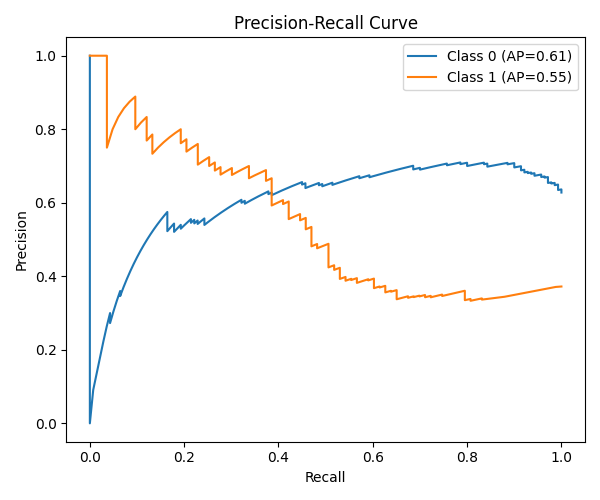 Precision-Recall Curve
Class 0 (AP=0.61)
Class 1 (AP=0.55)
Precision
1.0
0.8
0.6
0.4
0.2
0.0
0.0 0.2 0.4 0.6 0.8 1.0
Recall